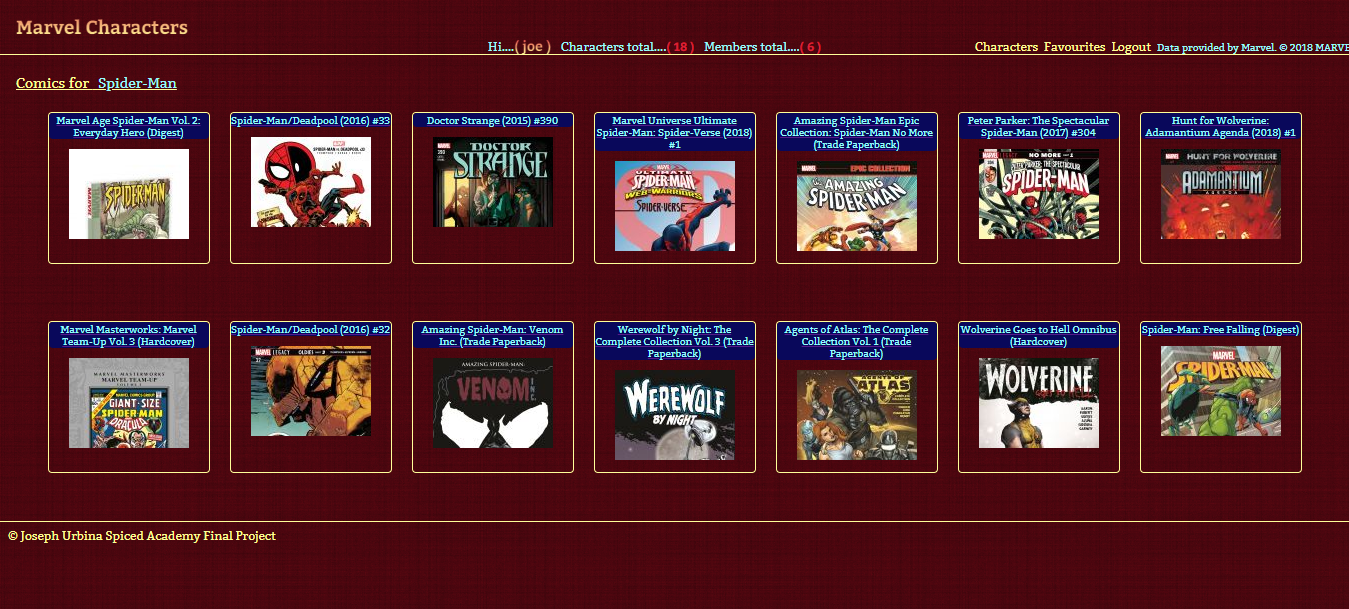 Marvel Characters
Hi....( joe ) Characters total....( 18 ) Members total....( 6 )
Characters Favourites Logout Data provided by Marvel. © 2018 MARVE
Comics for Spider-Man
Marvel Age Spider-Man Vol. 2:
Everyday Hero (Digest)
SPIDER-MAN
Spider-Man/Deadpool (2016) #33
Doctor Strange (2015) #390
MARVEL
390
DOCTOR
STRANGE
Marvel Universe Ultimate
Spider-Man: Spider-Verse (2018)
#1
MARVEL
ULTIMATE
SPIDER-MAN
WEB-WARRIORS
SPIDER-VERSE
Amazing Spider-Man Epic
Collection: Spider-Man No More
(Trade Paperback)
MARVEL
EPIC COLLECTION
THE AMAZING
SPIDER-MAN
Peter Parker: The Spectacular
Spider-Man (2017) #304
MARVEL LEGACY NO MORE
PETER PARKER: THE SPECTACULAR
SPIDER-MAN
Hunt for Wolverine:
Adamantium Agenda (2018) #1
HUNT FOR WOLVERINE
ADAMANTIUM
AGENDA
Marvel Masterworks: Marvel
Team-Up Vol. 3 (Hardcover)
MARVEL MASTERWORKS
MARVEL TEAM-UP
GIANT-SIZE
SPIDER-MAN
DRACULA
Spider-Man/Deadpool (2016) #32
MARVEL LEGACY OLDIES
Amazing Spider-Man: Venom
Inc. (Trade Paperback)
AMAZING SPIDER-MAN
VENOM INC.
Werewolf by Night: The
Complete Collection Vol. 3 (Trade
Paperback)
WEREWOLF
BY NIGHT
Agents of Atlas: The Complete
Collection Vol. 1 (Trade
Paperback)
AGENTS OF
ATLAS
Wolverine Goes to Hell Omnibus
(Hardcover)
WOLVERINE
GOES TO HELL
Spider-Man: Free Falling (Digest)
MARVEL
SPIDER-MAN
© Joseph Urbina Spiced Academy Final Project